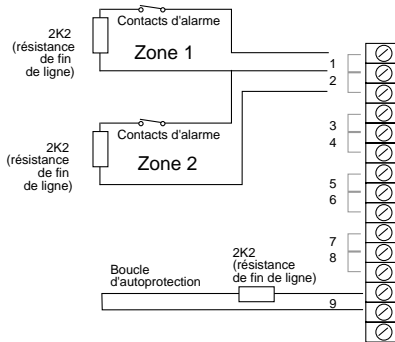 2K2
(résistance
de fin
de ligne)
Contacts d'alarme
Zone 1
1
2
2K2
(résistance
de fin
de ligne)
Contacts d'alarme
Zone 2
3
4
5
6
7
8
Boucle
d'autoprotection
2K2
(résistance
de fin de ligne)
9